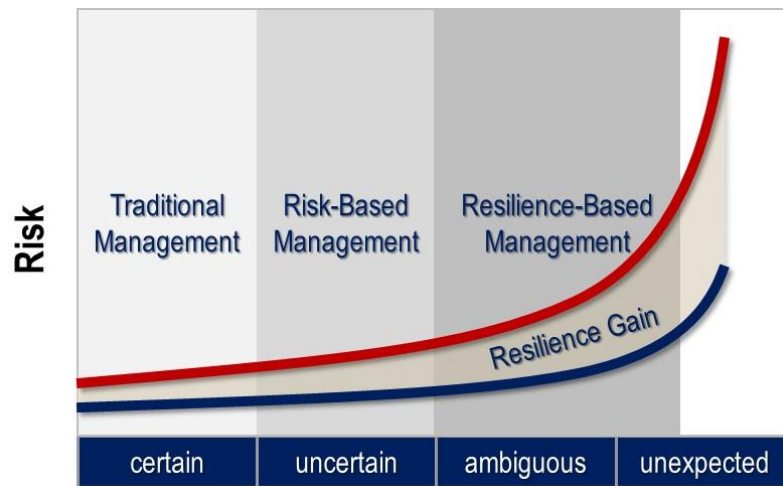 Risk
Traditional
Management
Risk-Based
Management
Resilience-Based
Management
Resilience Gain
certain
uncertain
ambiguous
unexpected